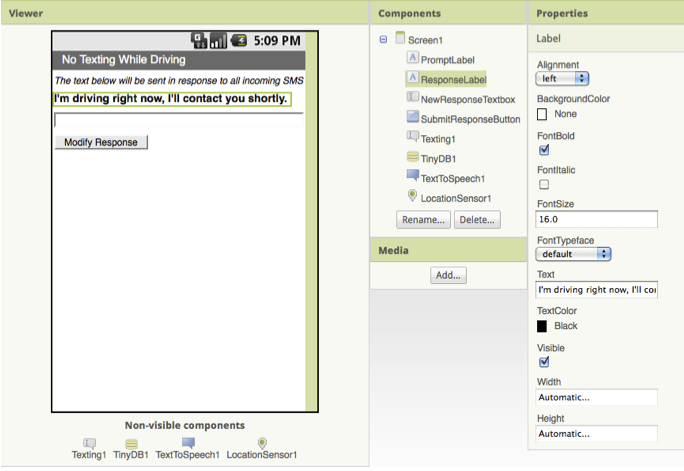 Viewer
5:09 PM
No Texting While Driving
The text below will be sent in response to all incoming SMS
I'm driving right now, I'll contact you shortly.
Modify Response
Non-visible components
Texting1 TinyDB1 TextToSpeech1 LocationSensor1
Components
Screen1
PromptLabel
ResponseLabel
NewResponseTextbox
SubmitResponseButton
Texting1
TinyDB1
TextToSpeech1
LocationSensor1
Rename... Delete...
Media
Add...
Properties
Label
Alignment
left
BackgroundColor
None
FontBold
FontItalic
FontSize
16.0
FontTypeface
default
Text
I'm driving right now, I'll cor
TextColor
Black
Visible
Width
Automatic...
Height
Automatic...